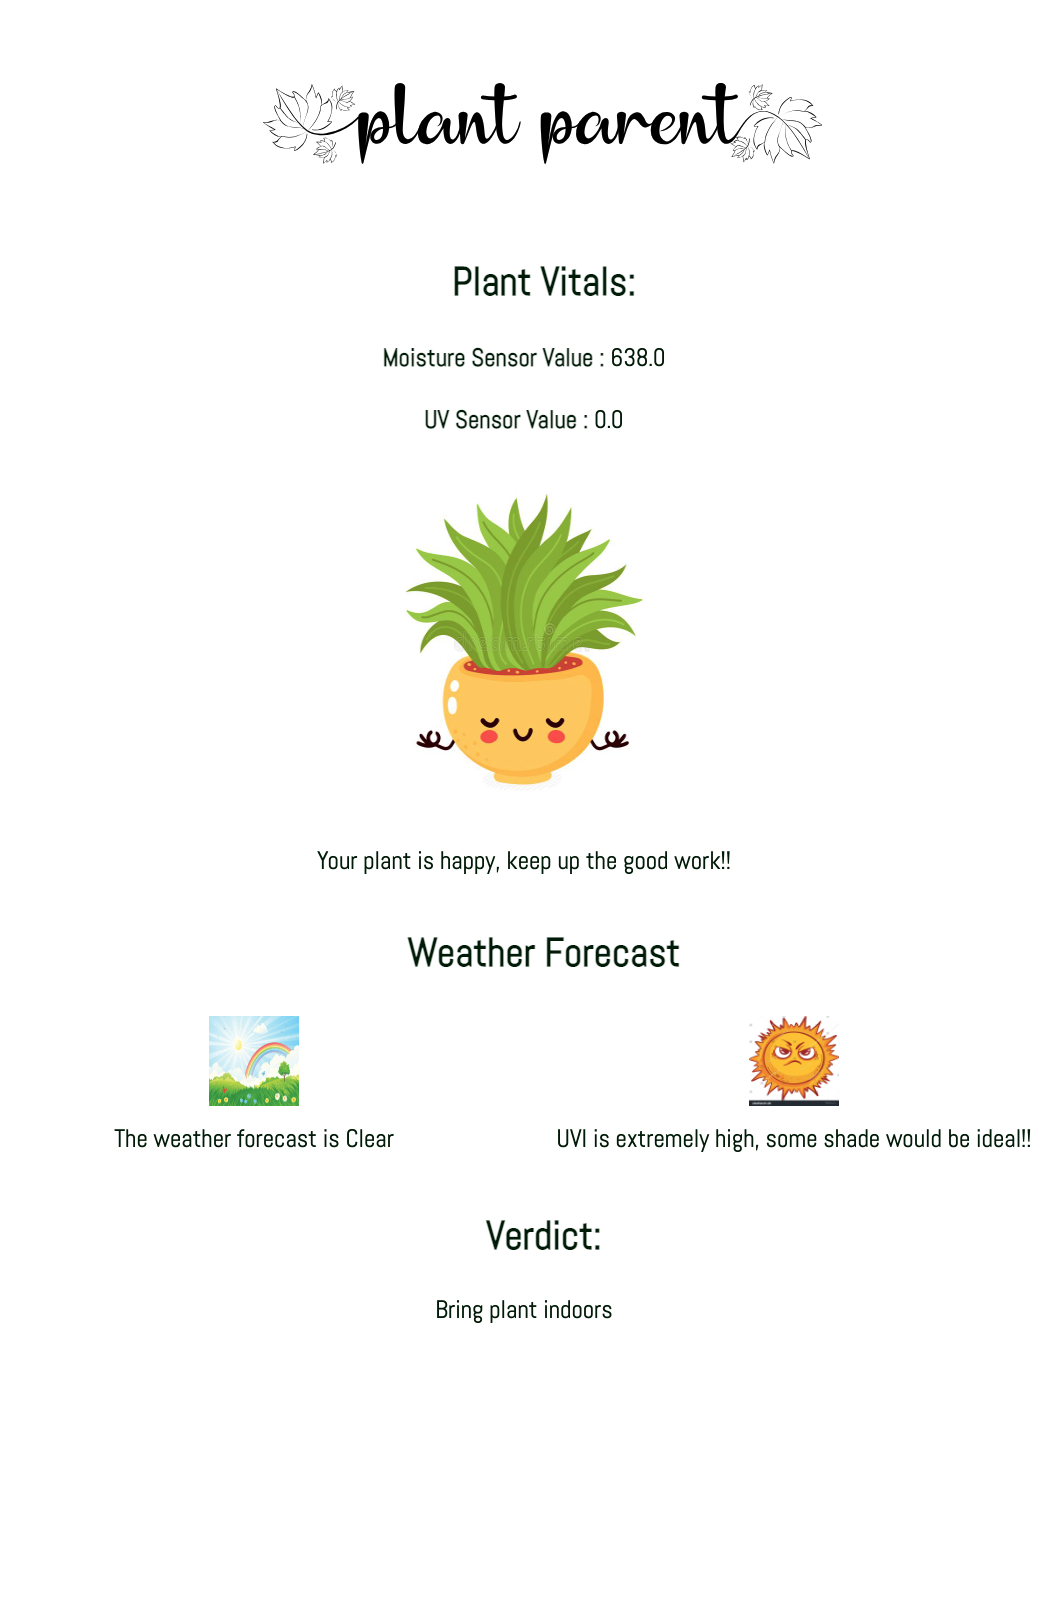 plant parent
Plant Vitals:
Moisture Sensor Value : 638.0
UV Sensor Value : 0.0
Your plant is happy, keep up the good work!!
Weather Forecast
The weather forecast is Clear
UVI is extremely high, some shade would be ideal!!
Verdict:
Bring plant indoors